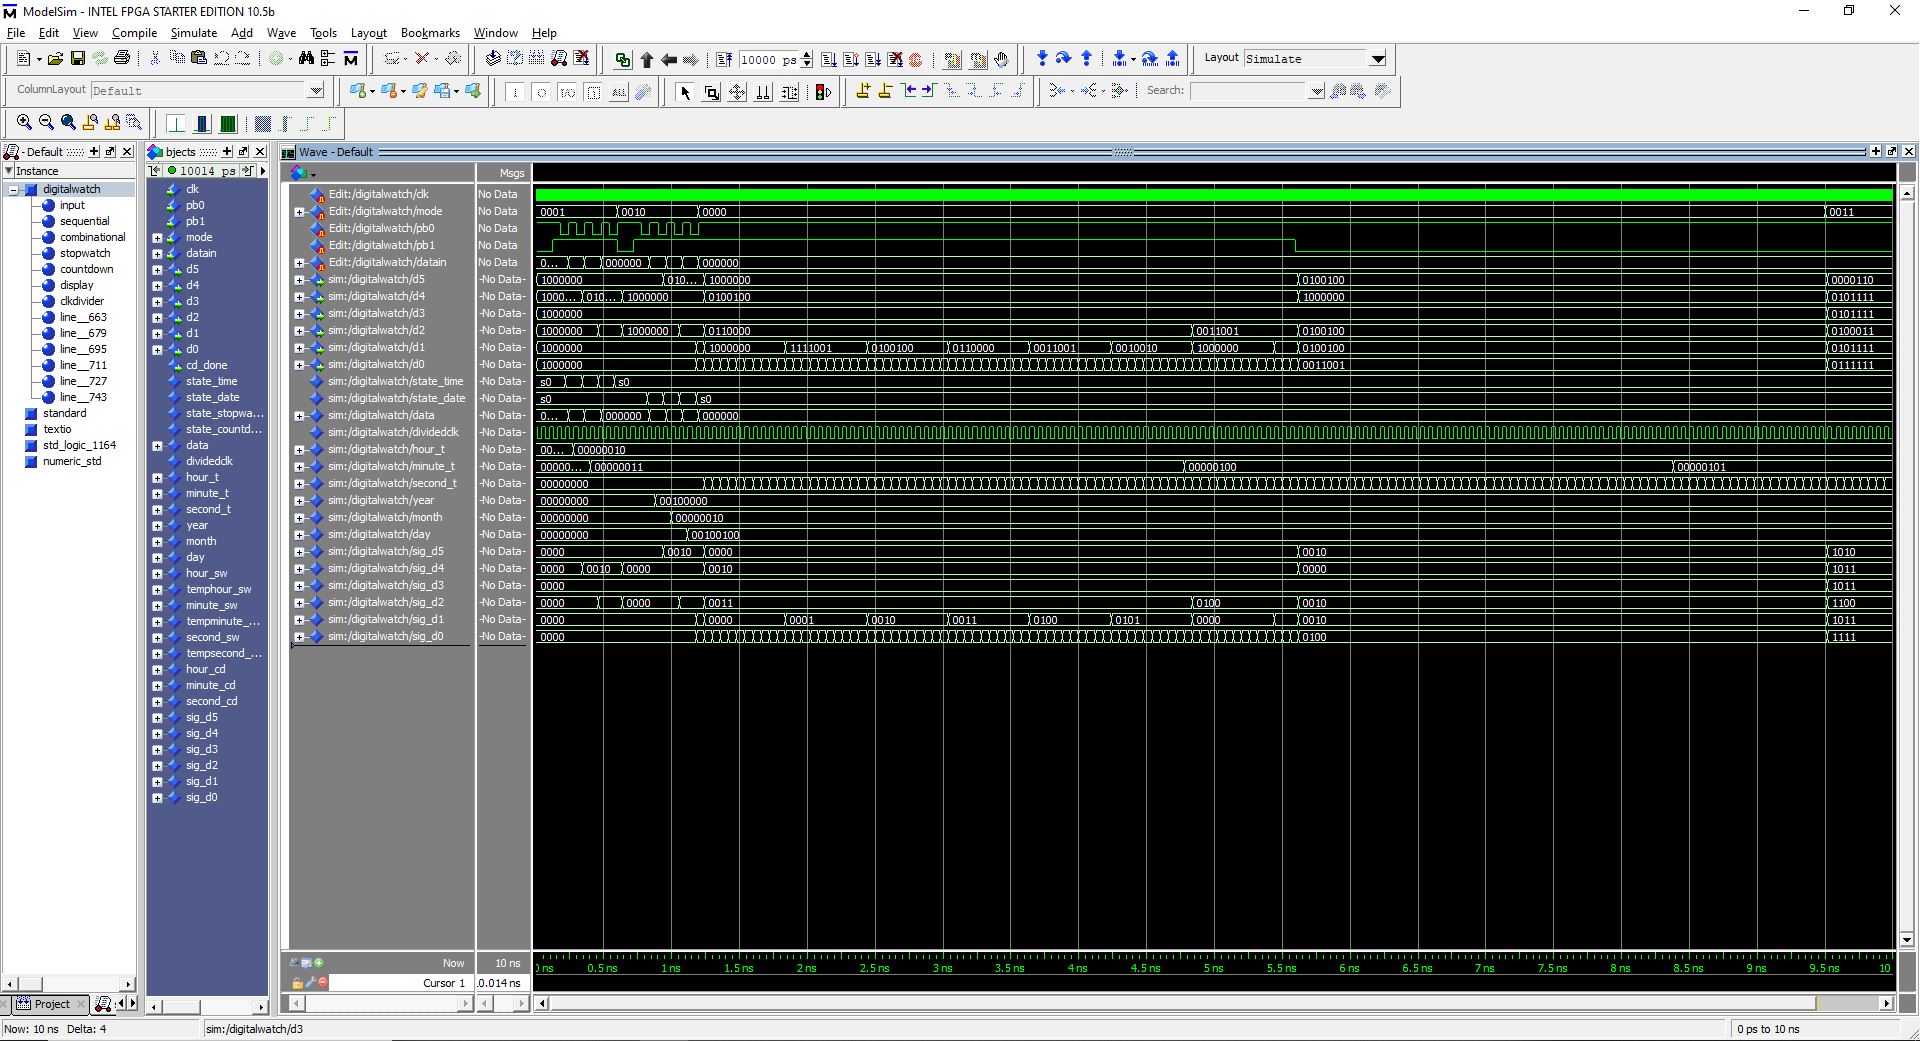 ModelSim - INTEL FPGA STARTER EDITION 10.5b
File Edit View Compile Simulate Add Wave Tools Layout Bookmarks Window Help
10000 ps
Layout Simulate
ColumnLayout Default
Search:
- Default
Instance
digitalwatch
input
sequential
combinational
stopwatch
countdown
display
clkdivider
line__663
line__679
line__695
line__711
line__727
line__743
standard
textio
std_logic_1164
numeric_std
Project
bjects
10014 ps
clk
pb0
pb1
mode
datain
d5
d4
d3
d2
d1
d0
cd_done
state_time
state_date
state_stopwa...
state_countd...
data
dividedclk
hour_t
minute_t
second_t
year
month
day
hour_sw
temphour_sw
minute_sw
tempminute_...
second_sw
tempsecond_...
hour_cd
minute_cd
second_cd
sig_d5
sig_d4
sig_d3
sig_d2
sig_d1
sig_d0
Wave - Default
Msgs
Edit:/digitalwatch/clk No Data
Edit:/digitalwatch/mode No Data 0001 0010 0000 0011
Edit:/digitalwatch/pb0 No Data
Edit:/digitalwatch/pb1 No Data
Edit:/digitalwatch/datain No Data 0... 000000 000000
sim:/digitalwatch/d5 -No Data- 1000000 010... 1000000 0100100 0000110
sim:/digitalwatch/d4 -No Data- 1000... 010... 1000000 0100100 1000000 0101111
sim:/digitalwatch/d3 -No Data- 1000000 0101111
sim:/digitalwatch/d2 -No Data- 1000000 1000000 0110000 0011001 0100100 0100011
sim:/digitalwatch/d1 -No Data- 1000000 1000000 1111001 0100100 0110000 0011001 0010010 1000000 0100100 0101111
sim:/digitalwatch/d0 -No Data- 1000000 0011001 0111111
sim:/digitalwatch/state_time -No Data- s0 s0
sim:/digitalwatch/state_date -No Data- s0 s0
sim:/digitalwatch/data -No Data- 0... 000000 000000
sim:/digitalwatch/dividedclk -No Data-
sim:/digitalwatch/hour_t -No Data- 00... 00000010
sim:/digitalwatch/minute_t -No Data- 00000... 00000011 00000100 00000101
sim:/digitalwatch/second_t -No Data- 00000000
sim:/digitalwatch/year -No Data- 00000000 00100000
sim:/digitalwatch/month -No Data- 00000000 00000010
sim:/digitalwatch/day -No Data- 00000000 00100100
sim:/digitalwatch/sig_d5 -No Data- 0000 0010 0000 0010 1010
sim:/digitalwatch/sig_d4 -No Data- 0000 0010 0000 0010 0000 1011
sim:/digitalwatch/sig_d3 -No Data- 0000 1011
sim:/digitalwatch/sig_d2 -No Data- 0000 0000 0011 0100 0010 1100
sim:/digitalwatch/sig_d1 -No Data- 0000 0000 0001 0010 0011 0100 0101 0000 0010 1011
sim:/digitalwatch/sig_d0 -No Data- 0000 0100 1111
Now 10 ns
ns 0.5 ns 1 ns 1.5 ns 2 ns 2.5 ns 3 ns 3.5 ns 4 ns 4.5 ns 5 ns 5.5 ns 6 ns 6.5 ns 7 ns 7.5 ns 8 ns 8.5 ns 9 ns 9.5 ns 10
Cursor 1 .0.014 ns
Now: 10 ns Delta: 4
sim:/digitalwatch/d3
0 ps to 10 ns